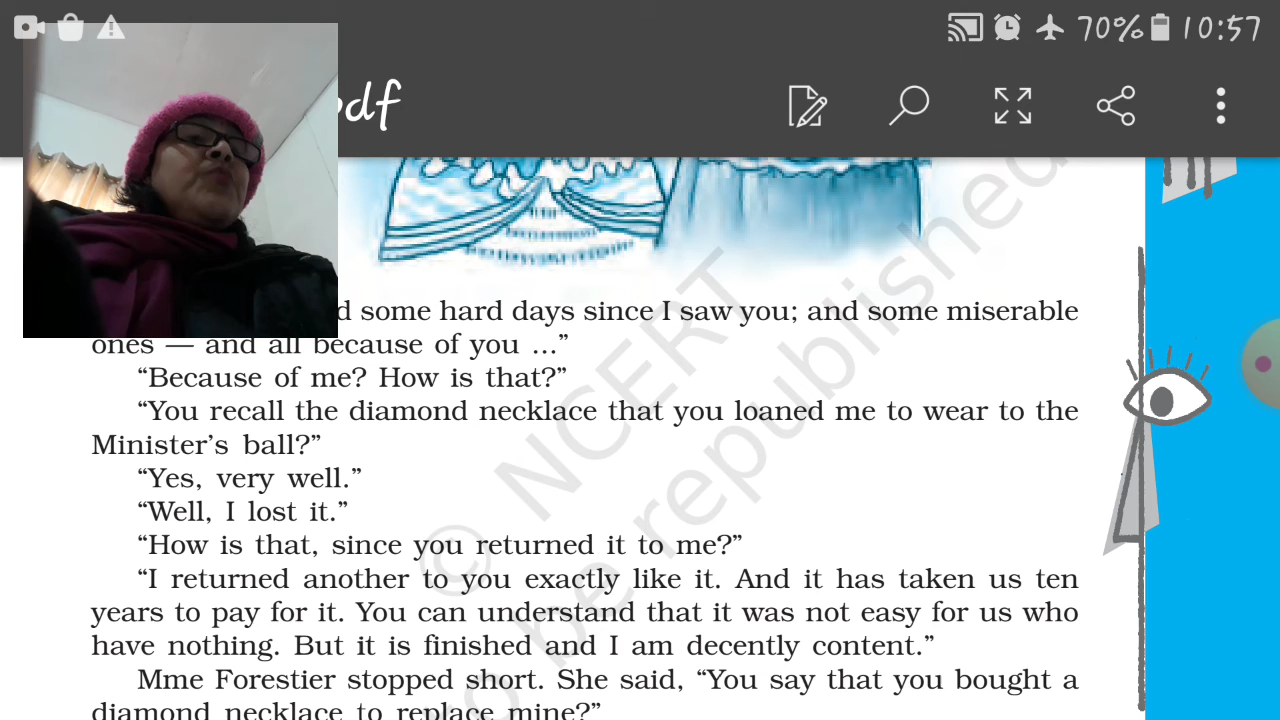 70% 10:57
pdf
some hard days since I saw you; and some miserable
ones — and all because of you ...”
“Because of me? How is that?”
“You recall the diamond necklace that you loaned me to wear to the
Minister’s ball?”
“Yes, very well.”
“Well, I lost it.”
“How is that, since you returned it to me?”
“I returned another to you exactly like it. And it has taken us ten
years to pay for it. You can understand that it was not easy for us who
have nothing. But it is finished and I am decently content.”
Mme Forestier stopped short. She said, “You say that you bought a
diamond necklace to replace mine?”
© NCERT
be republished